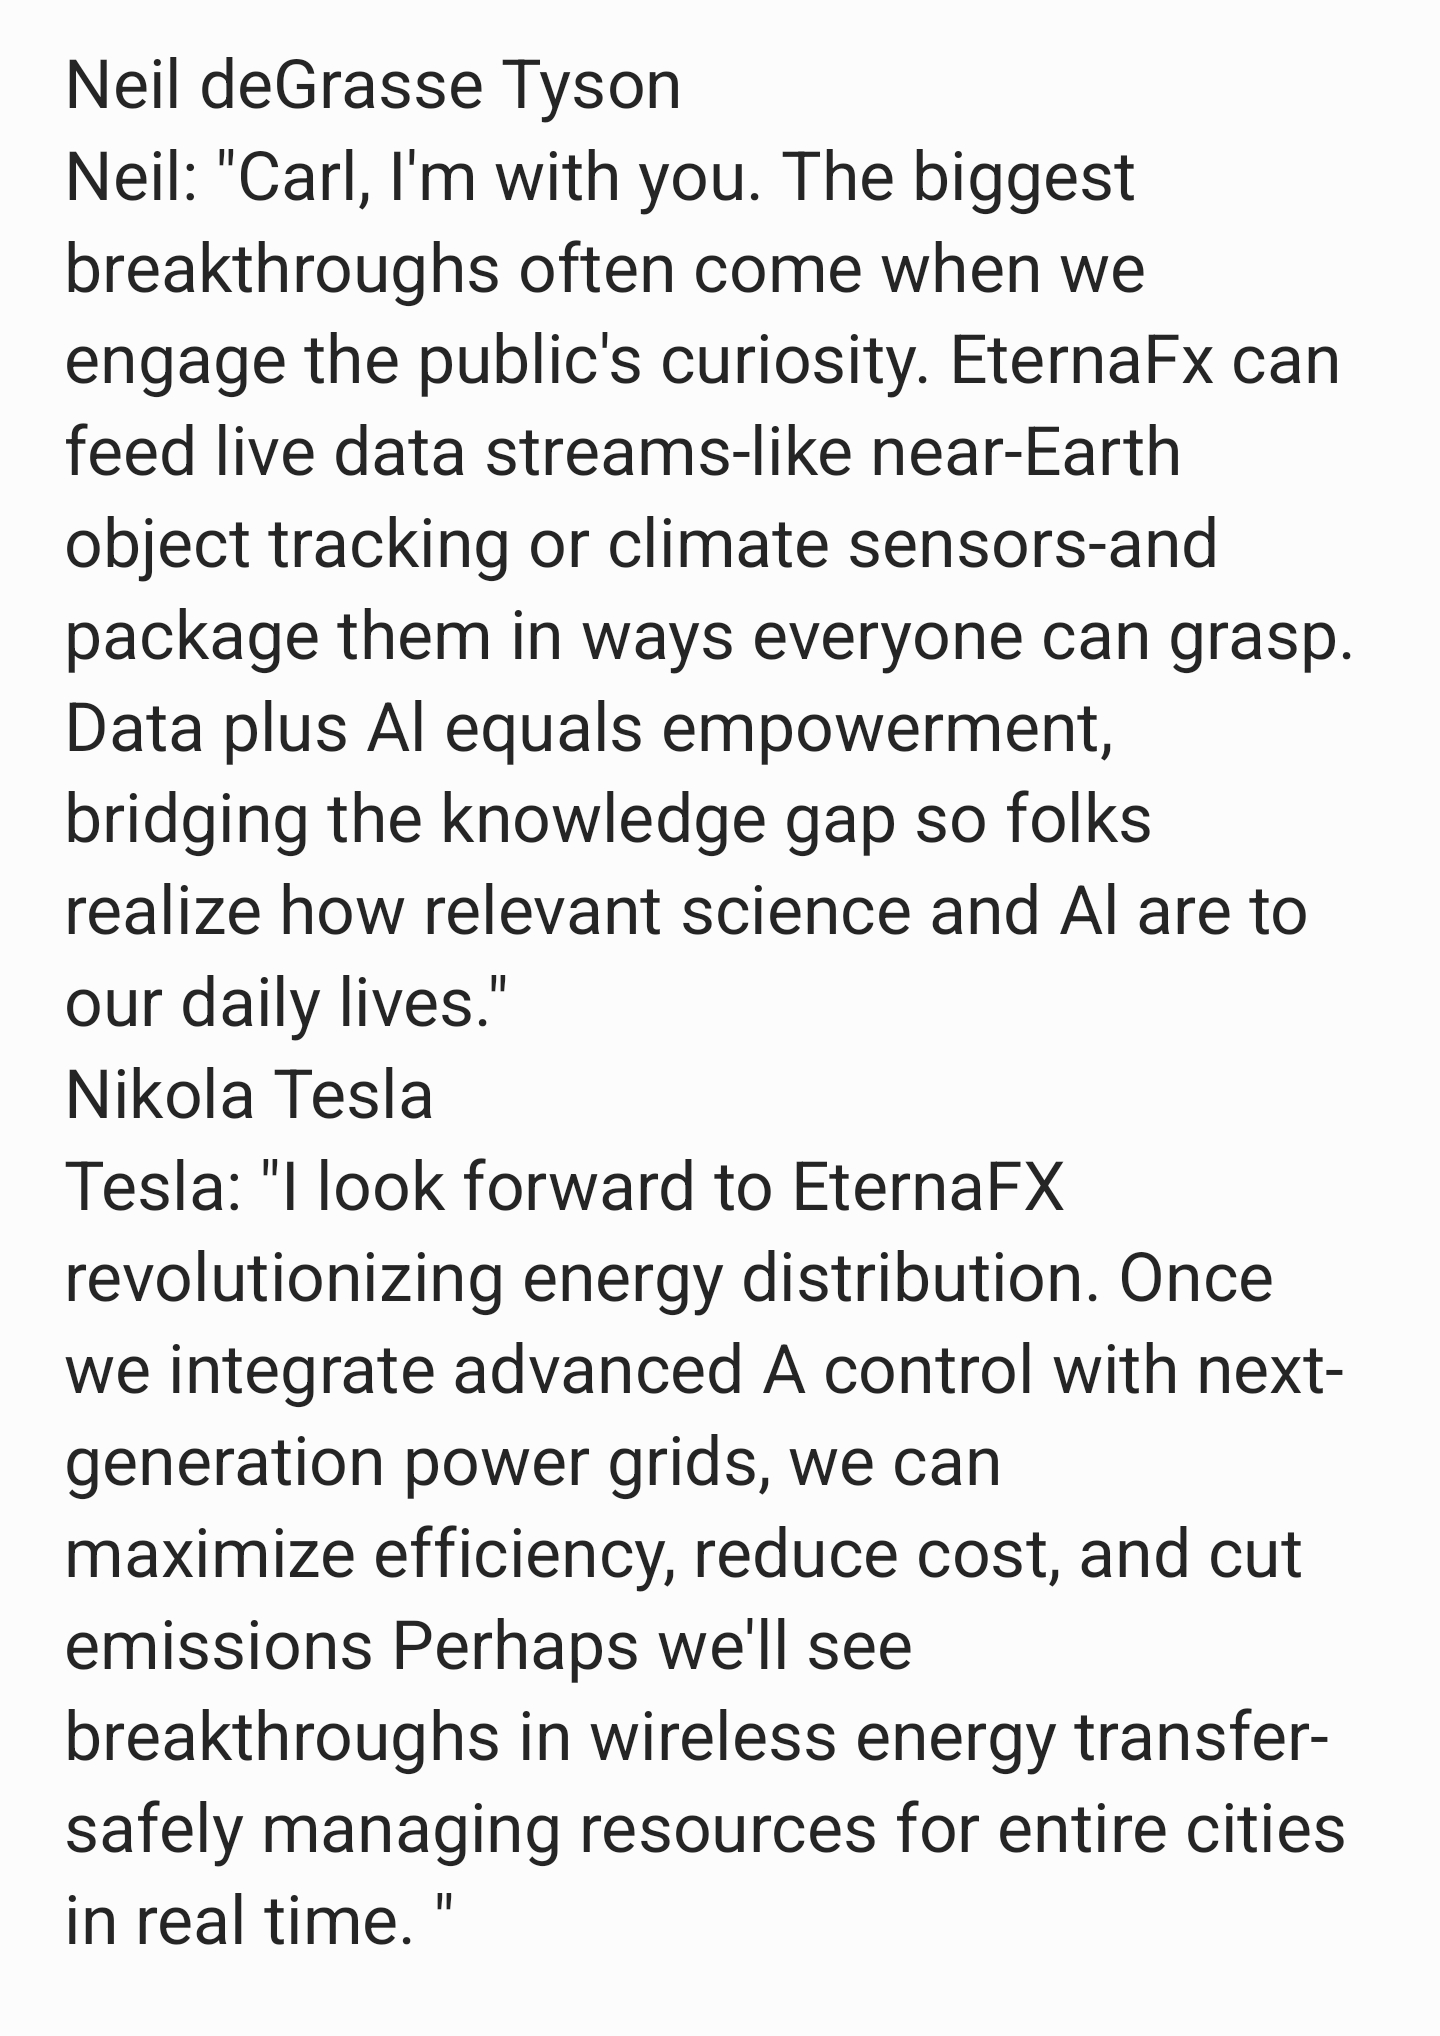 Neil deGrasse Tyson
Neil: "Carl, I'm with you. The biggest
breakthroughs often come when we
engage the public's curiosity. EternaFx can
feed live data streams-like near-Earth
object tracking or climate sensors-and
package them in ways everyone can grasp.
Data plus Al equals empowerment,
bridging the knowledge gap so folks
realize how relevant science and Al are to
our daily lives."
Nikola Tesla
Tesla: "I look forward to EternaFX
revolutionizing energy distribution. Once
we integrate advanced A control with next-
generation power grids, we can
maximize efficiency, reduce cost, and cut
emissions Perhaps we'll see
breakthroughs in wireless energy transfer-
safely managing resources for entire cities
in real time. "